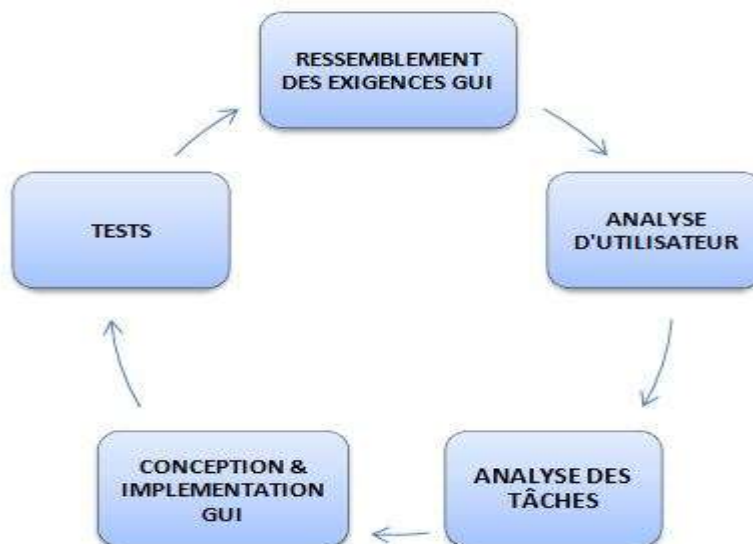 RESSEMBLEMENT
DES EXIGENCES GUI
ANALYSE
D'UTILISATEUR
ANALYSE DES
TÂCHES
CONCEPTION &
IMPLEMENTATION
GUI
TESTS